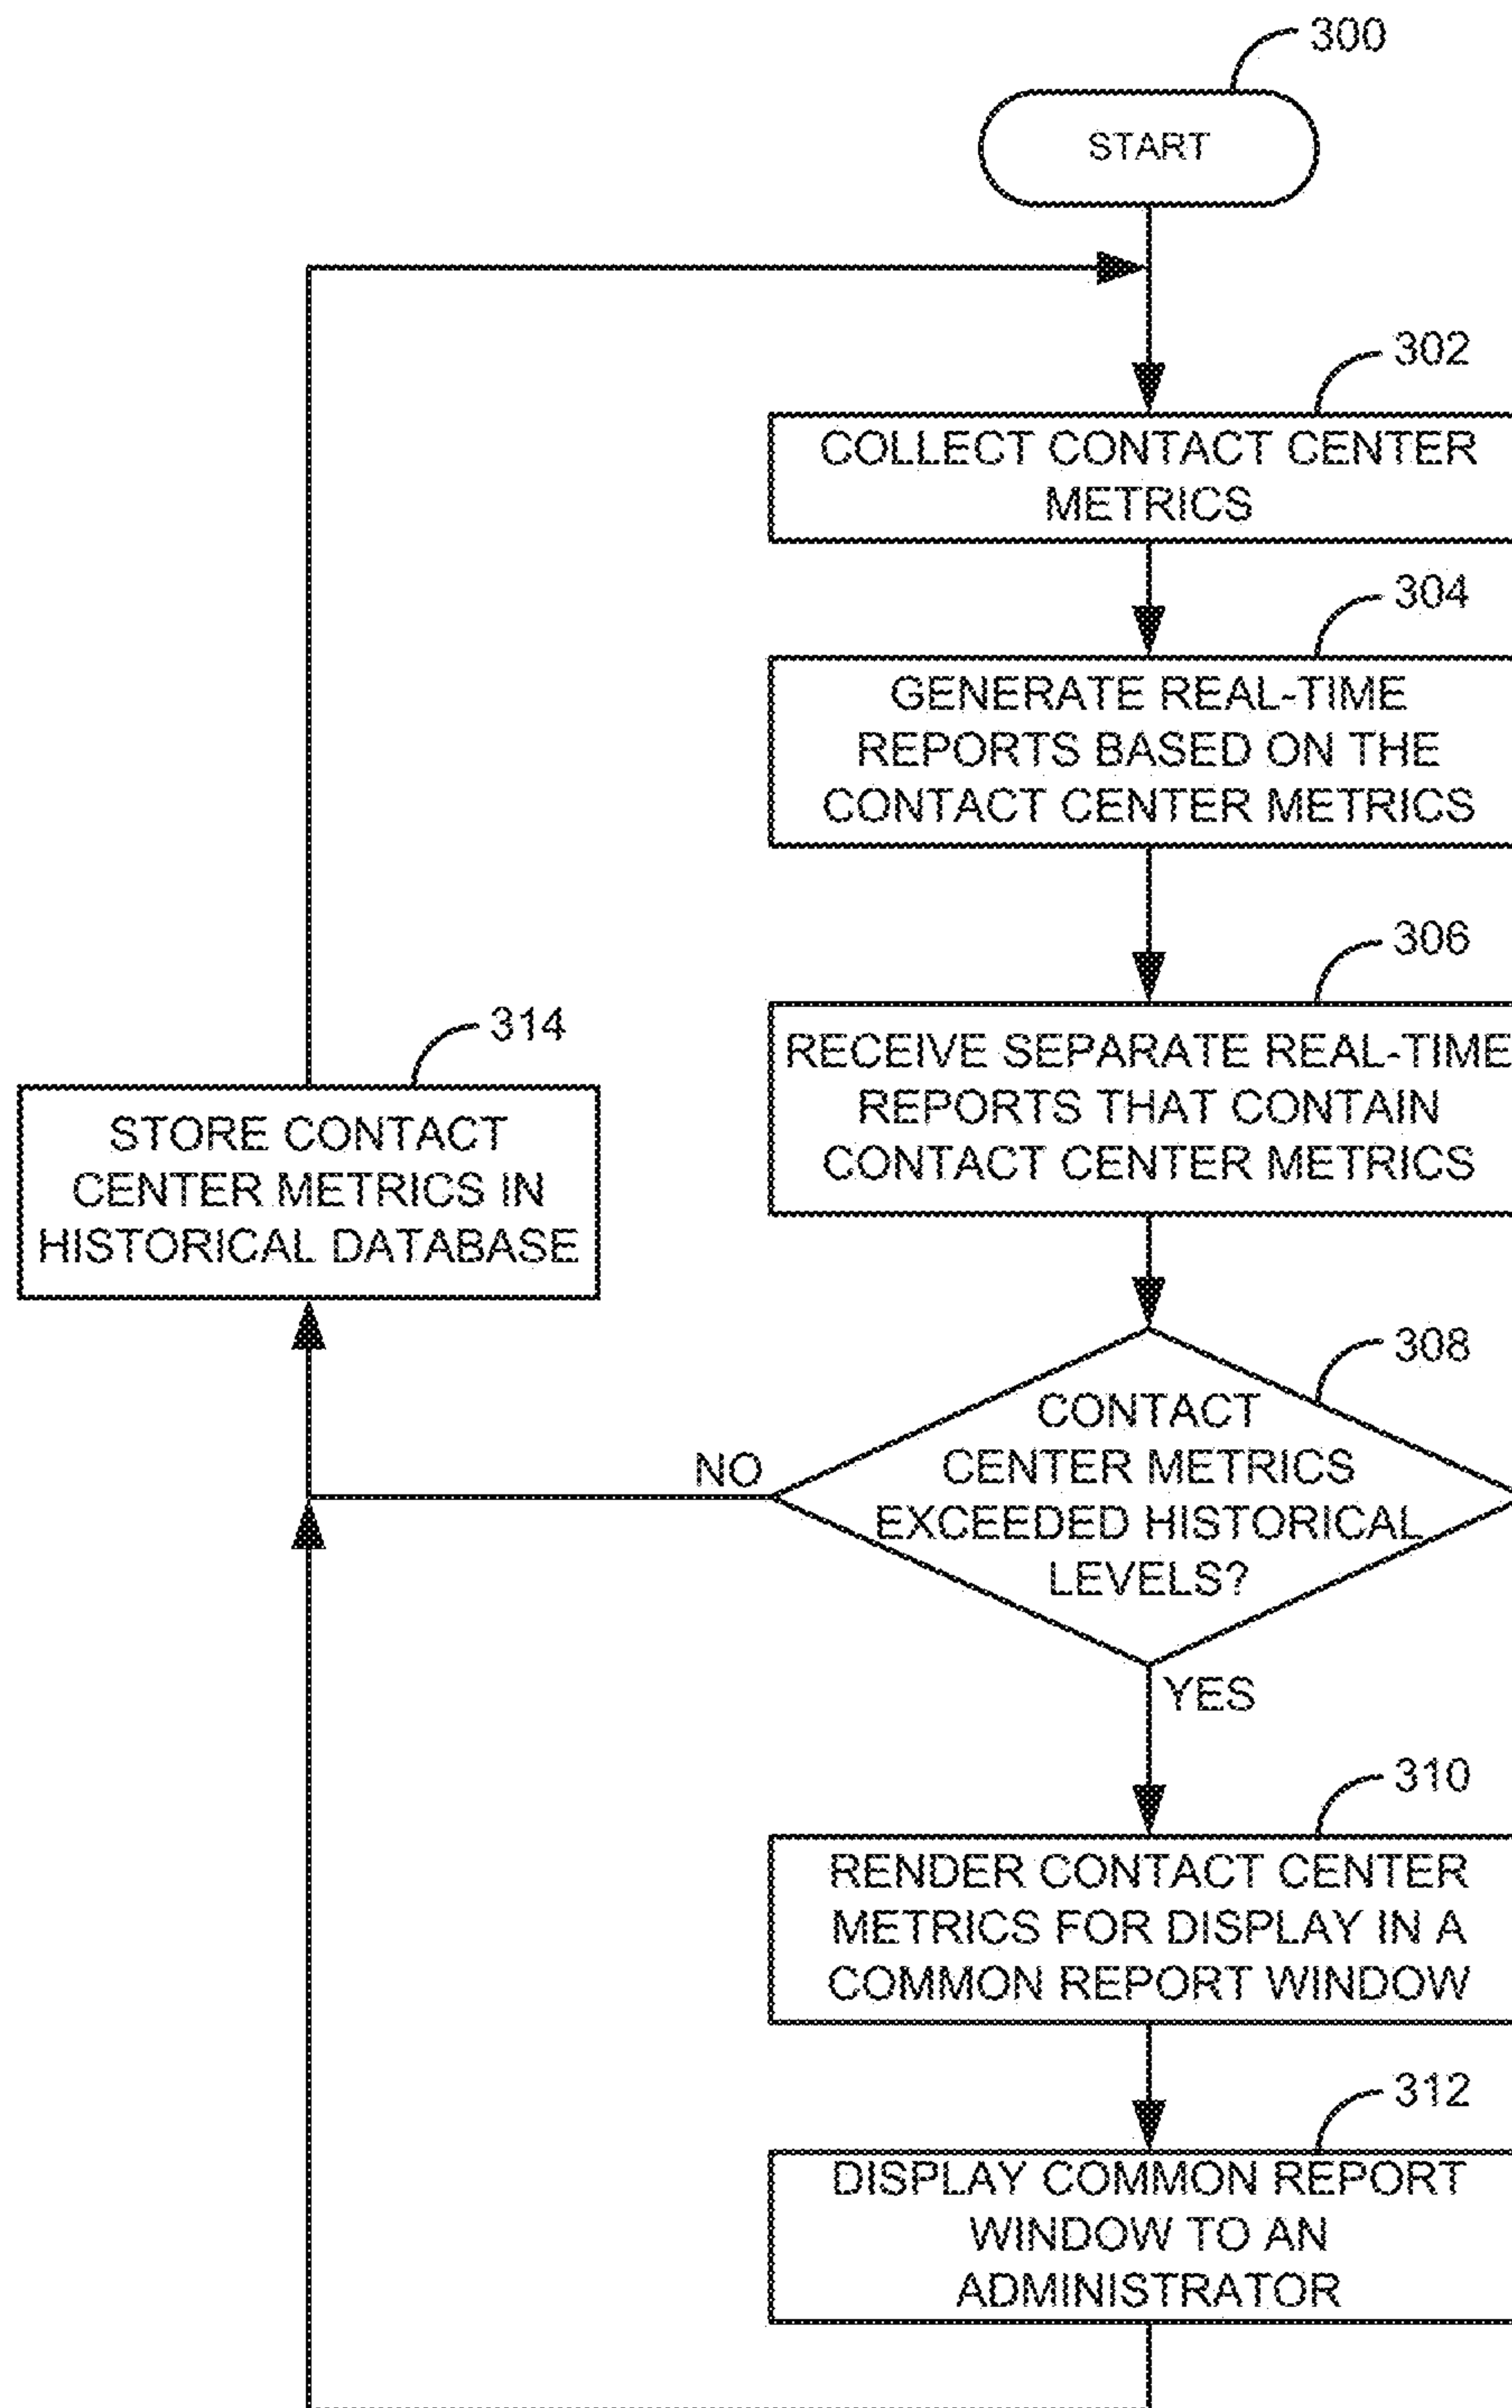 300
START
302
COLLECT CONTACT CENTER
METRICS
304
GENERATE REAL-TIME
REPORTS BASED ON THE
CONTACT CENTER METRICS
306
RECEIVE SEPARATE REAL-TIME
REPORTS THAT CONTAIN
CONTACT CENTER METRICS
314
STORE CONTACT
CENTER METRICS IN
HISTORICAL DATABASE
308
CONTACT
CENTER METRICS
EXCEEDED HISTORICAL
LEVELS?
NO
YES
310
RENDER CONTACT CENTER
METRICS FOR DISPLAY IN A
COMMON REPORT WINDOW
312
DISPLAY COMMON REPORT
WINDOW TO AN
ADMINISTRATOR